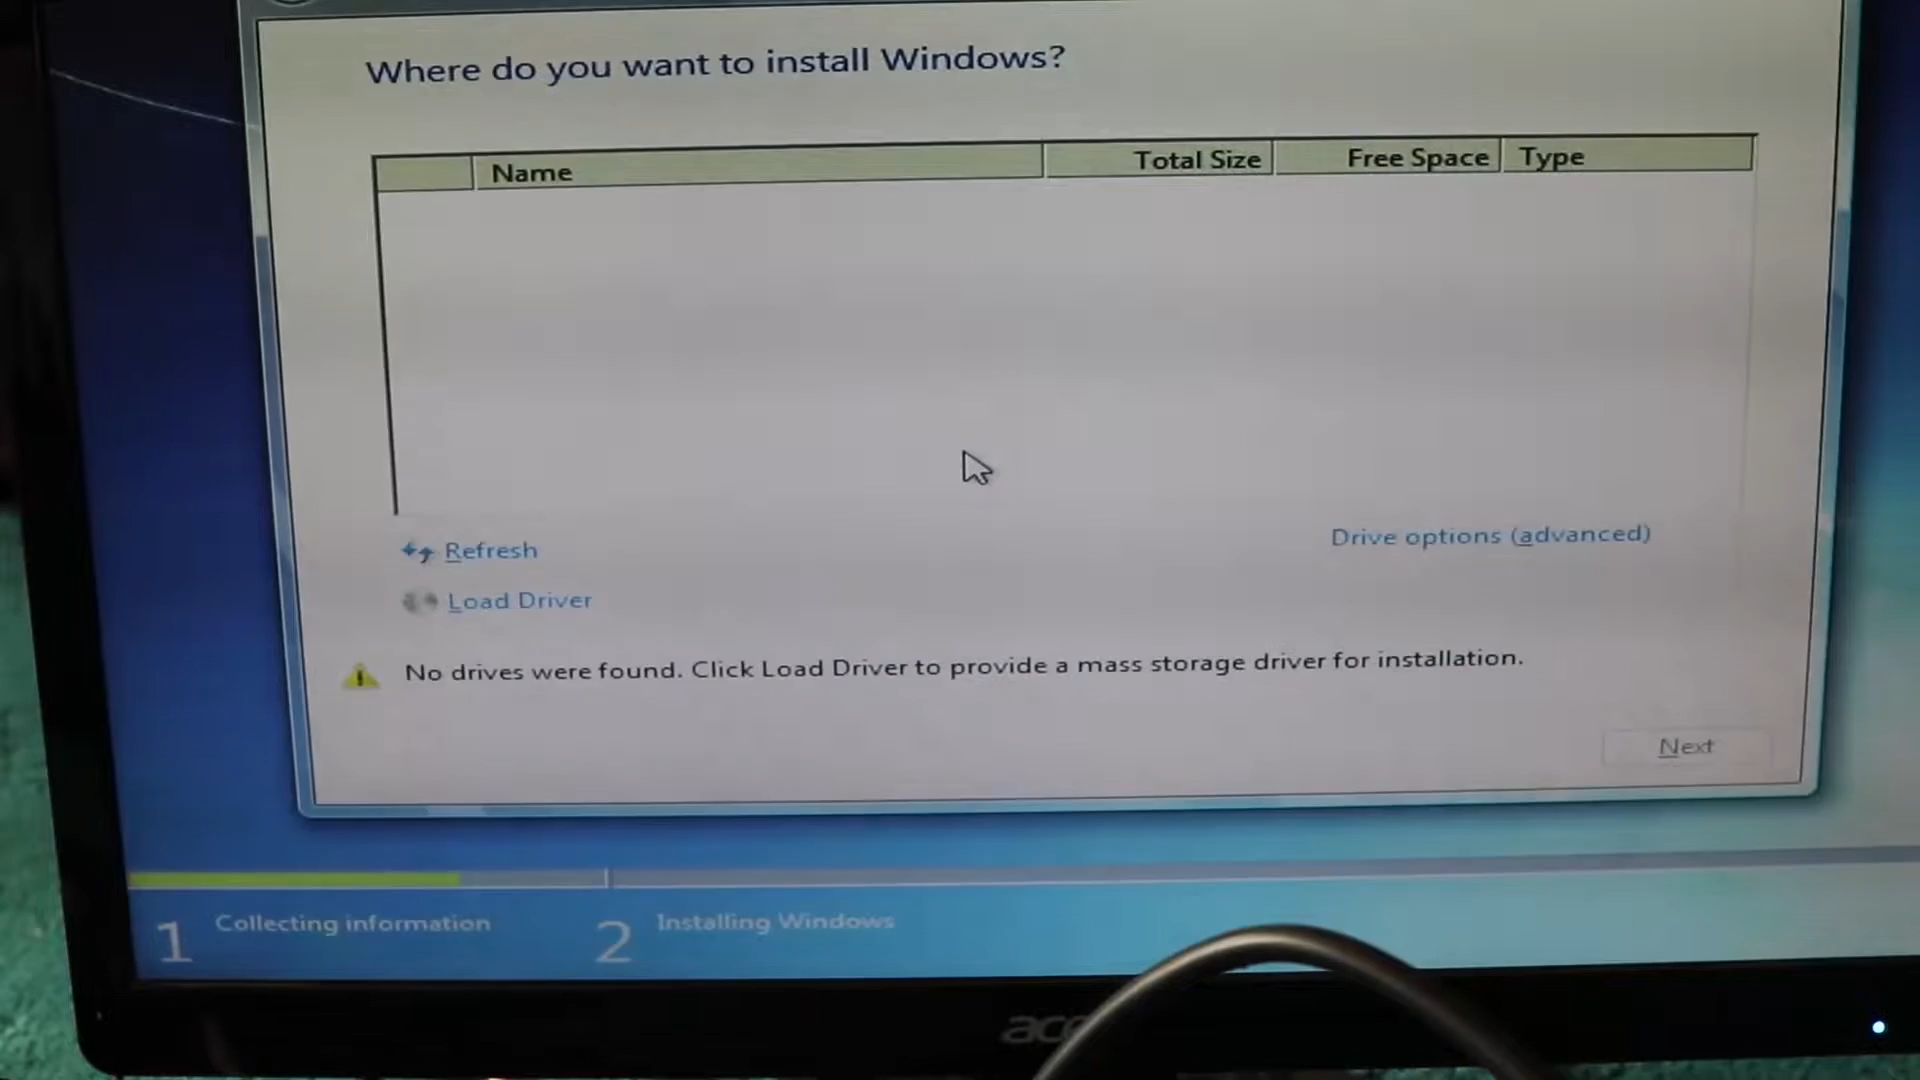 Where do you want to install Windows?
Name Total Size Free Space Type
Refresh Drive options (advanced)
Load Driver
No drives were found. Click Load Driver to provide a mass storage driver for installation.
Next
1 Collecting information 2 Installing Windows